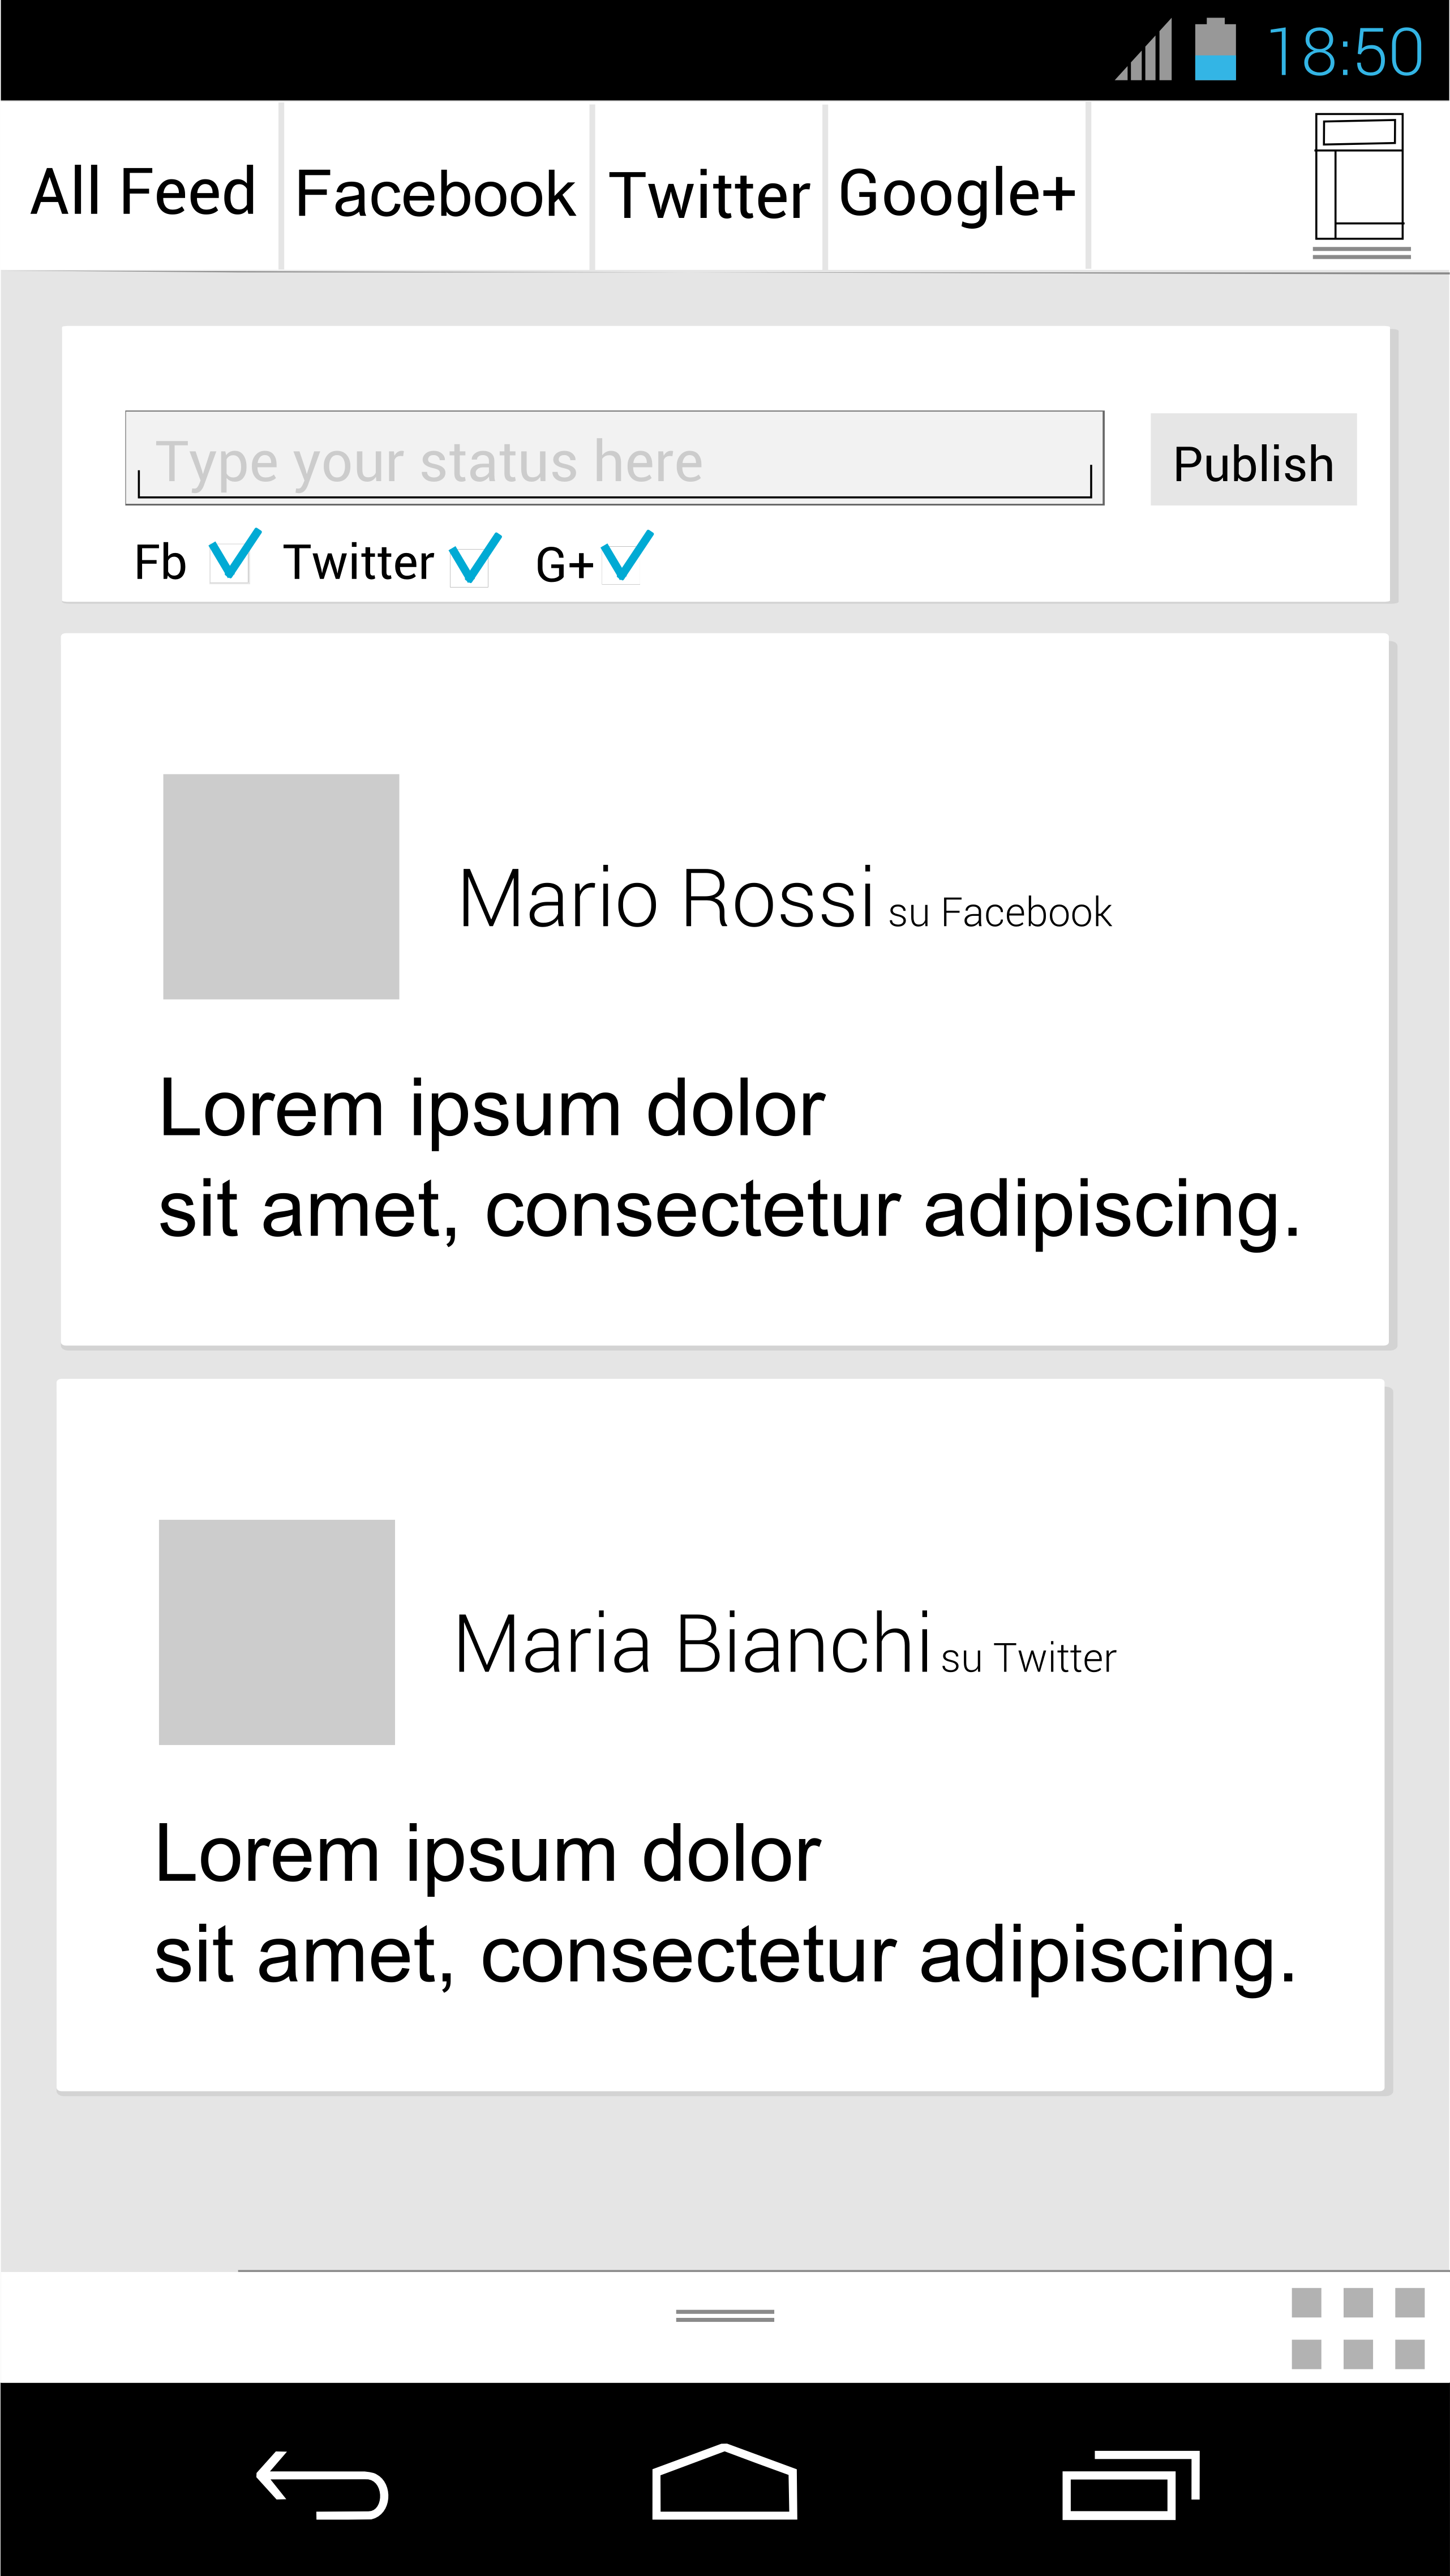 18:50
All Feed Facebook Twitter Google+
Type your status here Publish
Fb Twitter G+
Mario Rossi su Facebook
Lorem ipsum dolor
sit amet, consectetur adipiscing.
Maria Bianchi su Twitter
Lorem ipsum dolor
sit amet, consectetur adipiscing.